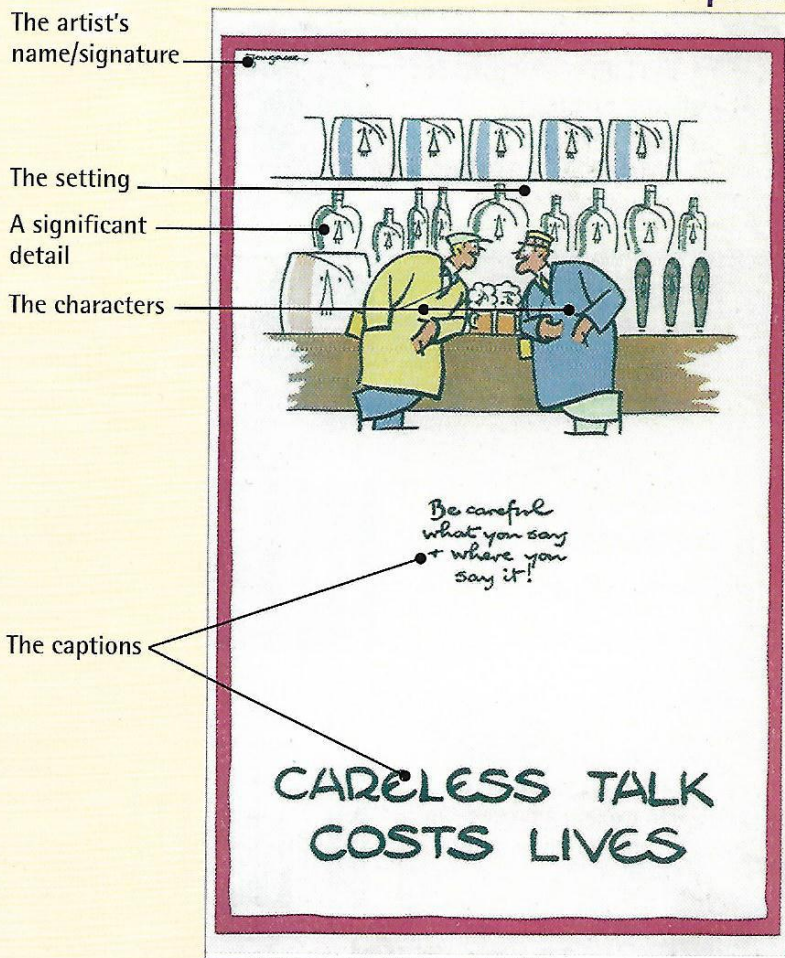 The artist's
name/signature
Fougasse
The setting
A significant
detail
The characters
Be careful
what you say
+ where you
say it!
The captions
CARELESS TALK
COSTS LIVES